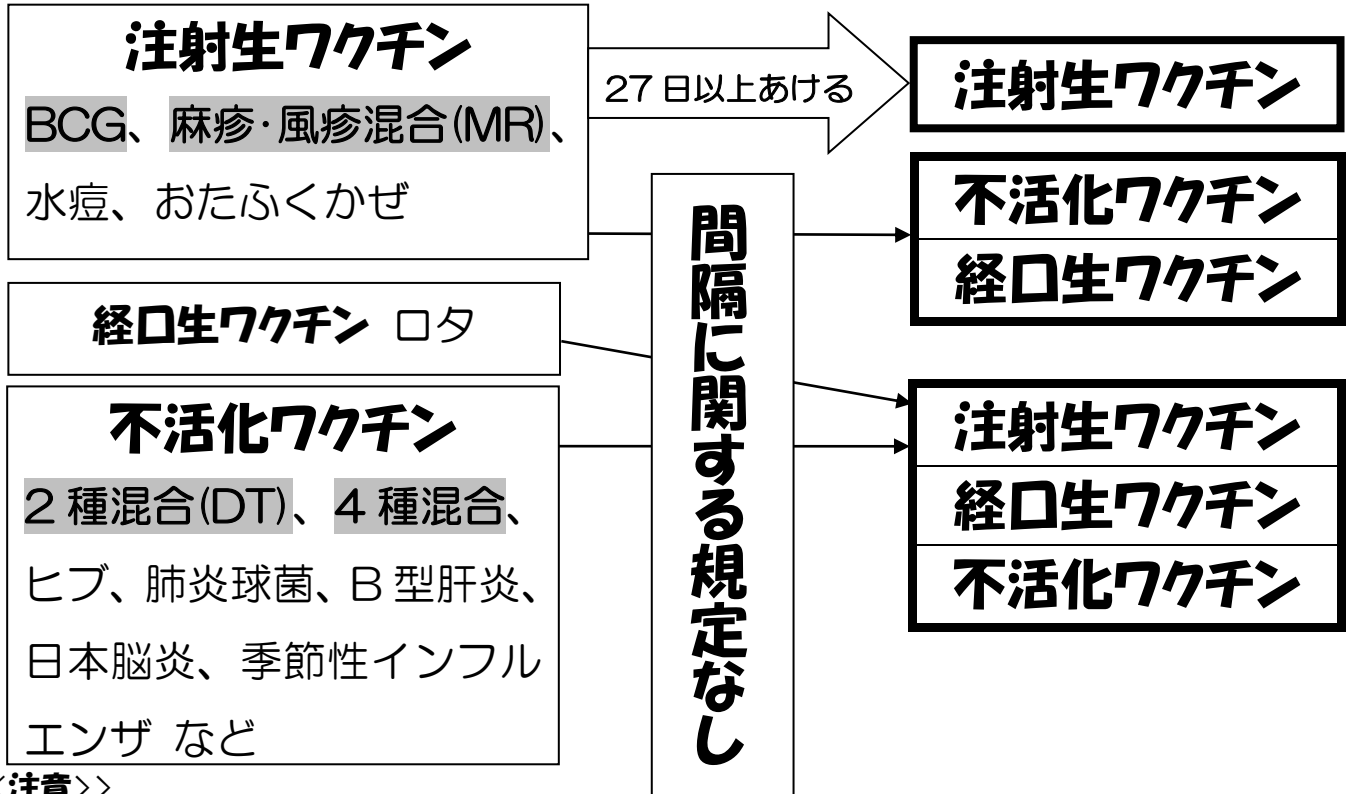 注射生ワクチン
BCG、麻疹・風疹混合(MR)、
水痘、おたふくかぜ
27日以上あける
注射生ワクチン
不活化ワクチン
経口生ワクチン
経口生ワクチン ロタ
間隔に関する規定なし
不活化ワクチン
2種混合(DT)、4種混合、
ヒブ、肺炎球菌、B型肝炎、
日本脳炎、季節性インフル
エンザ など
注射生ワクチン
経口生ワクチン
不活化ワクチン
<注意>>